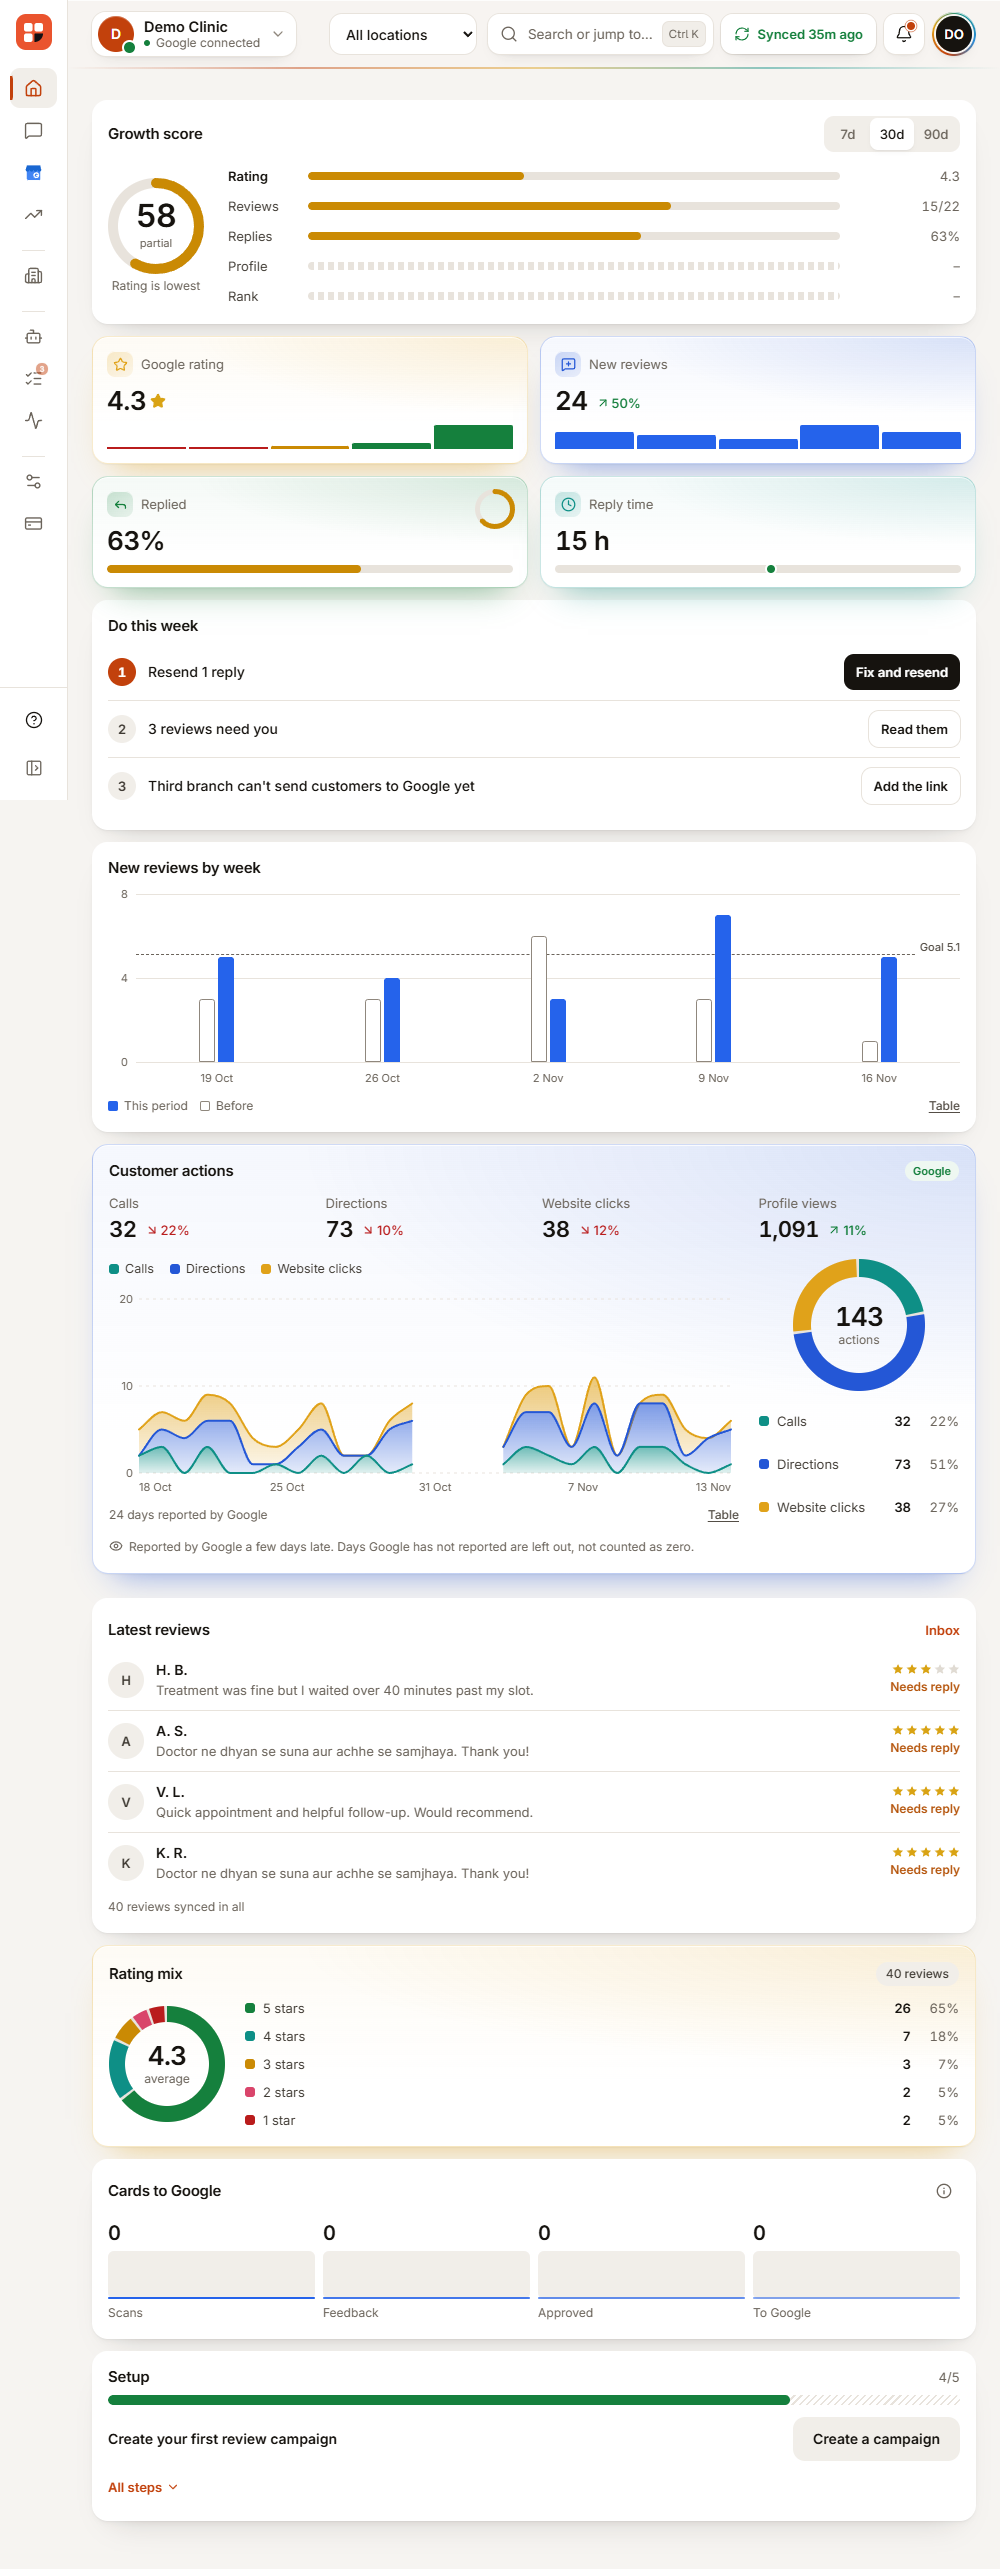 D
Demo Clinic
Google connected
All locations
Search or jump to...
Ctrl K
Synced 35m ago
DO
3
Growth score
7d
30d
90d
58
partial
Rating is lowest
Rating
4.3
Reviews
15/22
Replies
63%
Profile
–
Rank
–
Google rating
4.3
New reviews
24
50%
Replied
63%
Reply time
15 h
Do this week
1
Resend 1 reply
Fix and resend
2
3 reviews need you
Read them
3
Third branch can't send customers to Google yet
Add the link
New reviews by week
8
4
0
Goal 5.1
19 Oct
26 Oct
2 Nov
9 Nov
16 Nov
This period
Before
Table
Customer actions
Google
Calls
32
22%
Directions
73
10%
Website clicks
38
12%
Profile views
1,091
11%
Calls
Directions
Website clicks
20
10
0
18 Oct
25 Oct
31 Oct
7 Nov
13 Nov
24 days reported by Google
Table
143
actions
Calls
32
22%
Directions
73
51%
Website clicks
38
27%
Reported by Google a few days late. Days Google has not reported are left out, not counted as zero.
Latest reviews
Inbox
H
H. B.
Treatment was fine but I waited over 40 minutes past my slot.
Needs reply
A
A. S.
Doctor ne dhyan se suna aur achhe se samjhaya. Thank you!
Needs reply
V
V. L.
Quick appointment and helpful follow-up. Would recommend.
Needs reply
K
K. R.
Doctor ne dhyan se suna aur achhe se samjhaya. Thank you!
Needs reply
40 reviews synced in all
Rating mix
40 reviews
4.3
average
5 stars
26
65%
4 stars
7
18%
3 stars
3
7%
2 stars
2
5%
1 star
2
5%
Cards to Google
0
Scans
0
Feedback
0
Approved
0
To Google
Setup
4/5
Create your first review campaign
Create a campaign
All steps